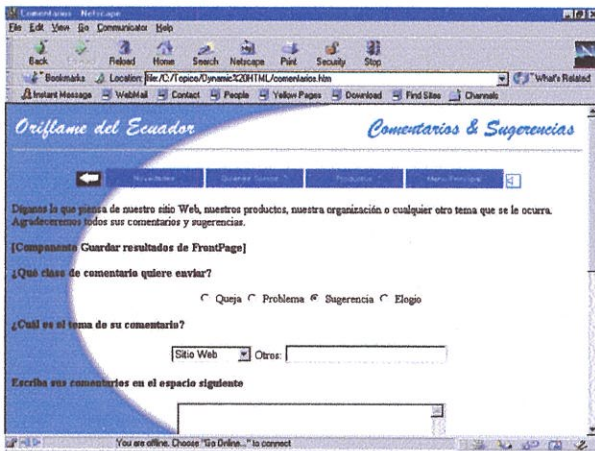 Comentarios - Netscape
File Edit View Go Communicator Help
Back Forward Reload Home Search Netscape Print Security Stop
Bookmarks Location: file:/C:/Topico/Dynamic%20HTML/comentarios.htm What's Related
Instant Message WebMail Contact People Yellow Pages Download Find Sites Channels
Oriflame del Ecuador Comentarios & Sugerencias
Novedades Quienes Somos Productos Menú Principal
Díganos lo que piensa de nuestro sitio Web, nuestros productos, nuestra organización o cualquier otro tema que se le ocurra.
Agradeceremos todos sus comentarios y sugerencias.
[Componente Guardar resultados de FrontPage]
¿Qué clase de comentario quiere enviar?
Queja Problema Sugerencia Elogio
¿Cuál es el tema de su comentario?
Sitio Web Otros:
Escriba sus comentarios en el espacio siguiente
You are offline. Choose "Go Online..." to connect